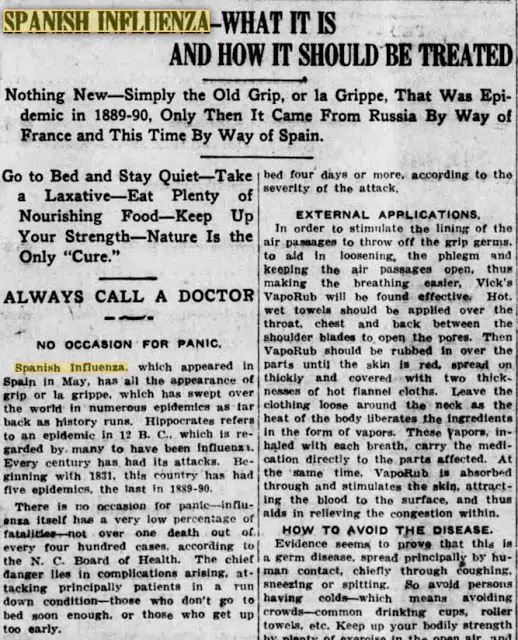 SPANISH INFLUENZA—WHAT IT IS
AND HOW IT SHOULD BE TREATED
Nothing New—Simply the Old Grip, or la Grippe, That Was Epi-
demic in 1889-90, Only Then It Came From Russia By Way of
France and This Time By Way of Spain.
Go to Bed and Stay Quiet—Take
a Laxative—Eat Plenty of
Nourishing Food—Keep Up
Your Strength—Nature Is the
Only "Cure."
ALWAYS CALL A DOCTOR
NO OCCASION FOR PANIC.
Spanish Influenza, which appeared in
Spain in May, has all the appearance of
grip or la grippe, which has swept over
the world in numerous epidemics as far
back as history runs. Hippocrates refers
to an epidemic in 12 B. C., which is re-
garded by many to have been influenza.
Every century has had its attacks. Be-
ginning with 1831, this country has had
five epidemics, the last in 1889-90.
There is no occasion for panic—influ-
enza itself has a very low percentage of
fatalities—not over one death out of
every four hundred cases, according to
the N. C. Board of Health. The chief
danger lies in complications arising, at-
tacking principally patients in a run
down condition—those who don't go to
bed soon enough, or those who get up
too early.
bed four days or more, according to the
severity of the attack.
EXTERNAL APPLICATIONS.
In order to stimulate the lining of the
air passages to throw off the grip germs,
to aid in loosening, the phlegm and
keeping the air passages open, thus
making the breathing easier, Vick's
VapoRub will be found effective. Hot,
wet towels should be applied over the
throat, chest and back between the
shoulder blades to open the pores. Then
VapoRub should be rubbed in over the
parts until the skin is red, spread on
thickly and covered with two thick-
nesses of hot flannel cloths. Leave the
clothing loose around the neck as the
heat of the body liberates the ingredients
in the form of vapors. These vapors, in-
haled with each breath, carry the medi-
cation directly the parts affected. At
the same time, VapoRub is absorbed
through and stimulates the skin, attract-
ing the blood to the surface, and thus
aids in relieving the congestion within.
HOW TO AVOID THE DISEASE.
Evidence seems to prove that this is
a germ disease, spread principally by hu-
man contact, chiefly through coughing,
sneezing or spitting. So avoid persons
having colds—which means avoiding
crowds—common drinking cups, roller
towels, etc. Keep up your bodily strength
by plenty of exercise in the open air, and